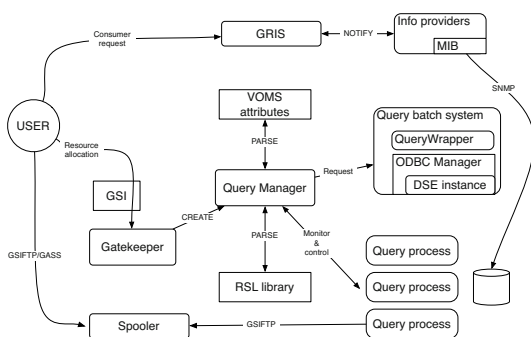 Consumer
request
GRIS
NOTIFY
Info providers
MIB
SNMP
USER
VOMS
attributes
Query batch system
QueryWrapper
ODBC Manager
DSE instance
Resource
allocation
PARSE
Request
GSI
Query Manager
CREATE
Gatekeeper
PARSE
Monitor
&
control
GSIFTP/GASS
RSL library
Query process
Query process
Query process
Spooler
GSIFTP